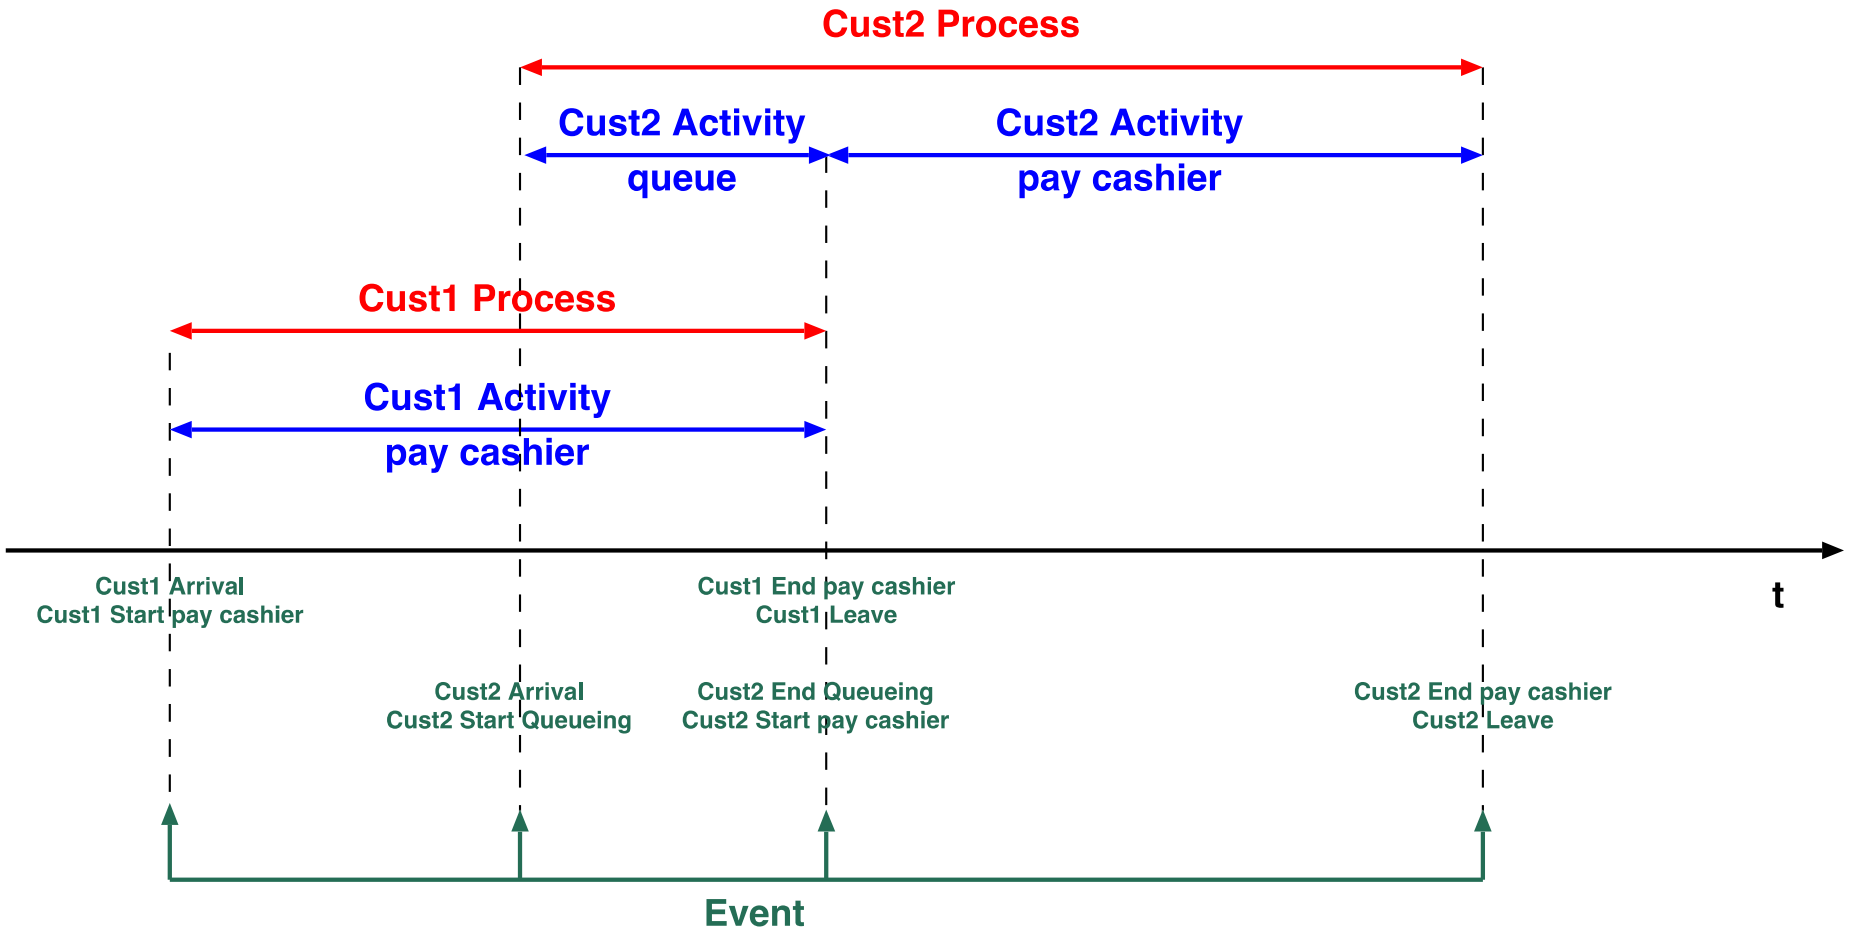 Cust2 Process
Cust2 Activity
queue
Cust2 Activity
pay cashier
Cust1 Process
Cust1 Activity
pay cashier
Cust1 Arrival
Cust1 Start pay cashier
Cust1 End pay cashier
Cust1 Leave
t
Cust2 Arrival
Cust2 Start Queueing
Cust2 End Queueing
Cust2 Start pay cashier
Cust2 End pay cashier
Cust2 Leave
Event